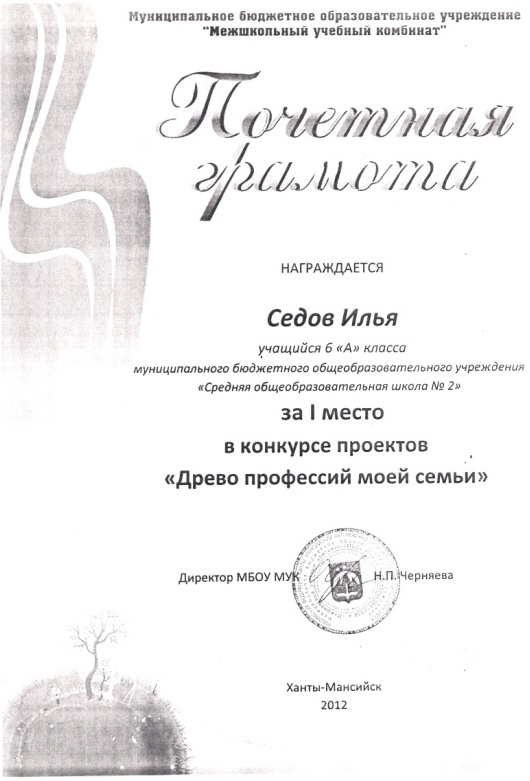 Муниципальное бюджетное образовательное учреждение
"Межшкольный учебный комбинат"
Почетная
грамота
НАГРАЖДАЕТСЯ
Седов Илья
учащийся 6 «А» класса
муниципального бюджетного общеобразовательного учреждения
«Средняя общеобразовательная школа № 2»
за I место
в конкурсе проектов
«Древо профессий моей семьи»
Директор МБОУ МУК Н.П. Черняева
Ханты-Мансийск
2012